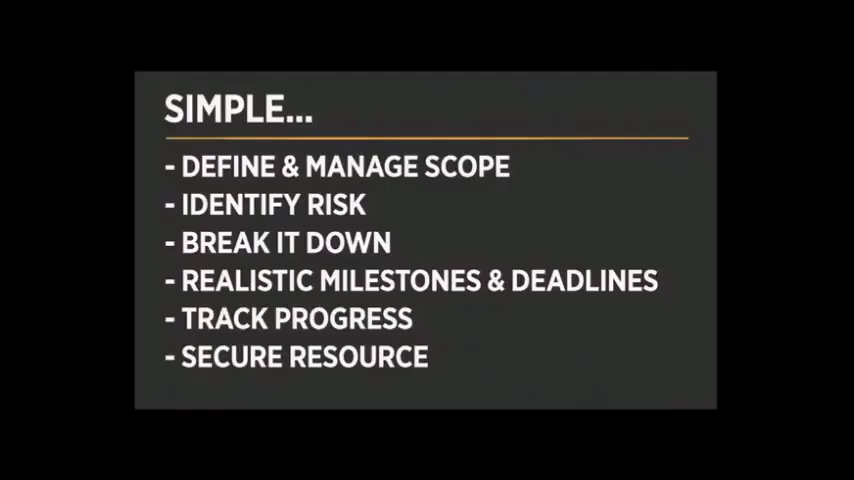 SIMPLE...
- DEFINE & MANAGE SCOPE
- IDENTIFY RISK
- BREAK IT DOWN
- REALISTIC MILESTONES & DEADLINES
- TRACK PROGRESS
- SECURE RESOURCE